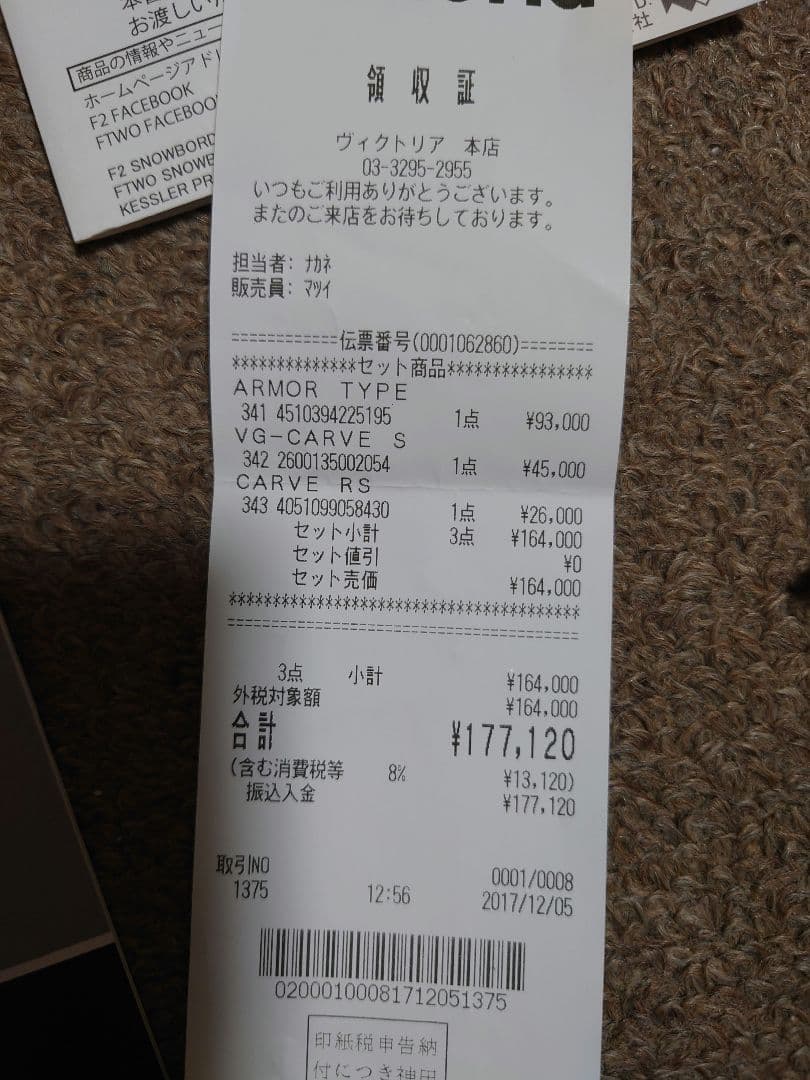 お渡しい
商品の情報やニュー
ホームページアド
F2 FACEBOOK
FTWO FACEBOO
F2 SNOWBORD
FTWO SNOWB
KESSLER PR
社
領収証
ヴィクトリア 本店
03-3295-2955
いつもご利用ありがとうございます。
またのご来店をお待ちしております。
担当者: ナカネ
販売員: マツイ
============伝票番号(0001062860)========
*************セット商品***************
ARMOR TYPE
341 4510394225195 1点 ¥93,000
VG-CARVE S
342 2600135002054 1点 ¥45,000
CARVE RS
343 4051099058430 1点 ¥26,000
セット小計 3点 ¥164,000
セット値引 ¥0
セット売価 ¥164,000
**************************************
======================================
3点 小計 ¥164,000
外税対象額 ¥164,000
合計 ¥177,120
(含む消費税等 8% ¥13,120)
振込入金 ¥177,120
取引NO 0001/0008
1375 12:56 2017/12/05
02000100081712051375
印紙税申告納
付につき神田